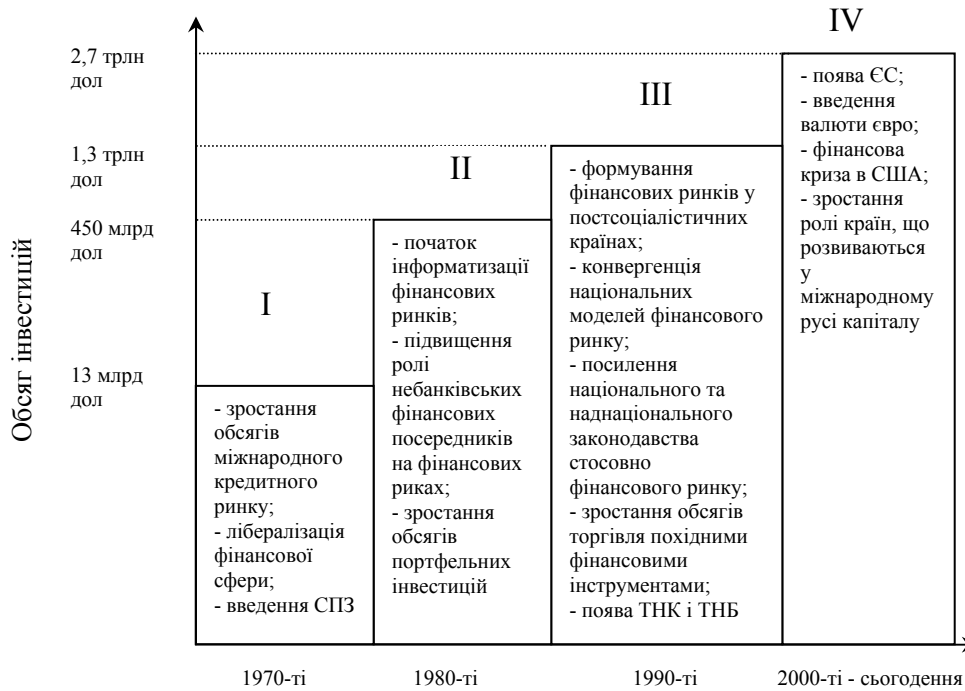 Обсяг інвестицій
2,7 трлн
дол
1,3 трлн
дол
450 млрд
дол
13 млрд
дол
I
- зростання
обсягів
міжнародного
кредитного
ринку;
- лібералізація
фінансової
сфери;
- введення СПЗ
II
- початок
інформатизації
фінансових
ринків;
- підвищення
ролі
небанківських
фінансових
посередників
на фінансових
риках;
- зростання
обсягів
портфельних
інвестицій
III
- формування
фінансових ринків у
постсоціалістичних
країнах;
- конвергенція
національних
моделей фінансового
ринку;
- посилення
національного та
наднаціонального
законодавства
стосовно
фінансового ринку;
- зростання обсягів
торгівля похідними
фінансовими
інструментами;
- поява ТНК і ТНБ
IV
- поява ЄС;
- введення
валюти євро;
- фінансова
криза в США;
- зростання
ролі країн, що
розвиваються
у
міжнародному
русі капіталу
1970-ті
1980-ті
1990-ті
2000-ті - сьогодення